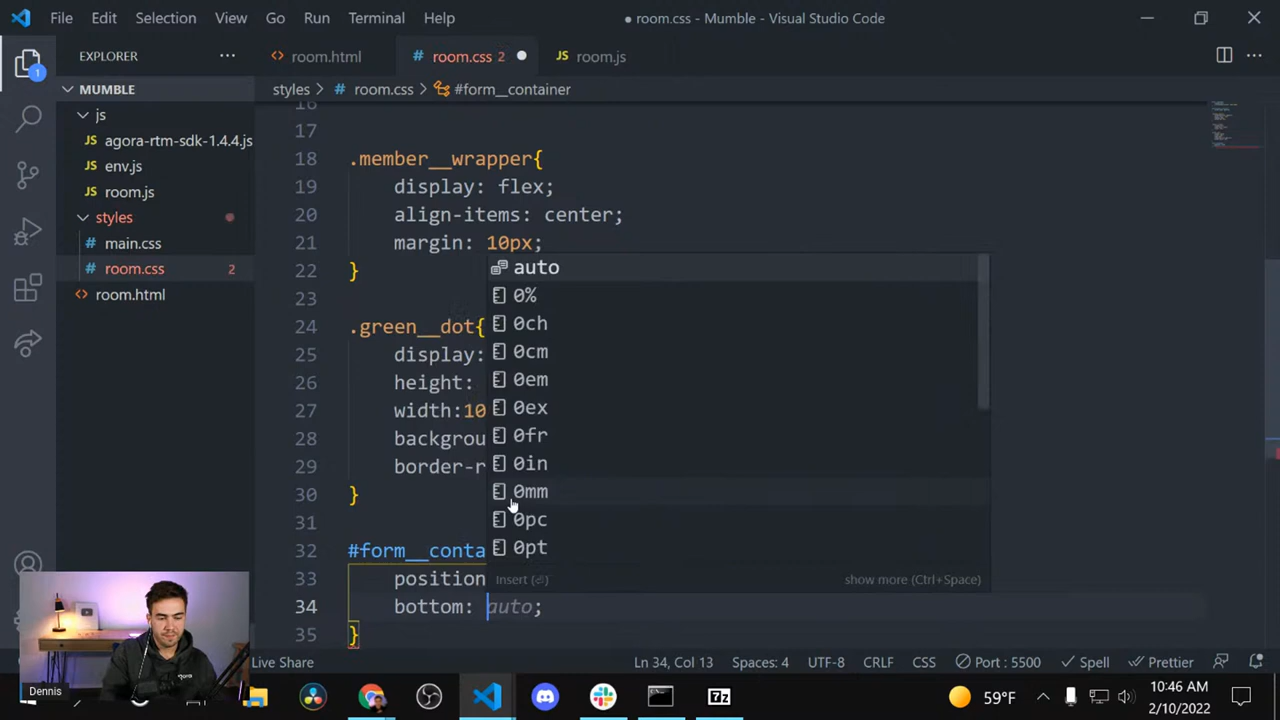 File Edit Selection View Go Run Terminal Help
● room.css - Mumble - Visual Studio Code
EXPLORER ···
room.html
# room.css 2
JS room.js
MUMBLE
styles > # room.css > #form__container
js
JS agora-rtm-sdk-1.4.4.js
JS env.js
JS room.js
styles
# main.css
# room.css 2
room.html
1
16
17
18 .member__wrapper{
19 display: flex;
20 align-items: center;
21 margin: 10px;
22 }
23
24 .green__dot{
25 display:
26 height:
27 width:10
28 backgrou
29 border-r
30 }
31
32 #form__conta
33 position
34 bottom: auto;
35 }
auto
0%
0ch
0cm
0em
0ex
0fr
0in
0mm
0pc
0pt
Insert (⏎) show more (Ctrl+Space)
Dennis
Live Share
Ln 34, Col 13 Spaces: 4 UTF-8 CRLF CSS Port : 5500 Spell Prettier
7z
59°F
10:46 AM
2/10/2022